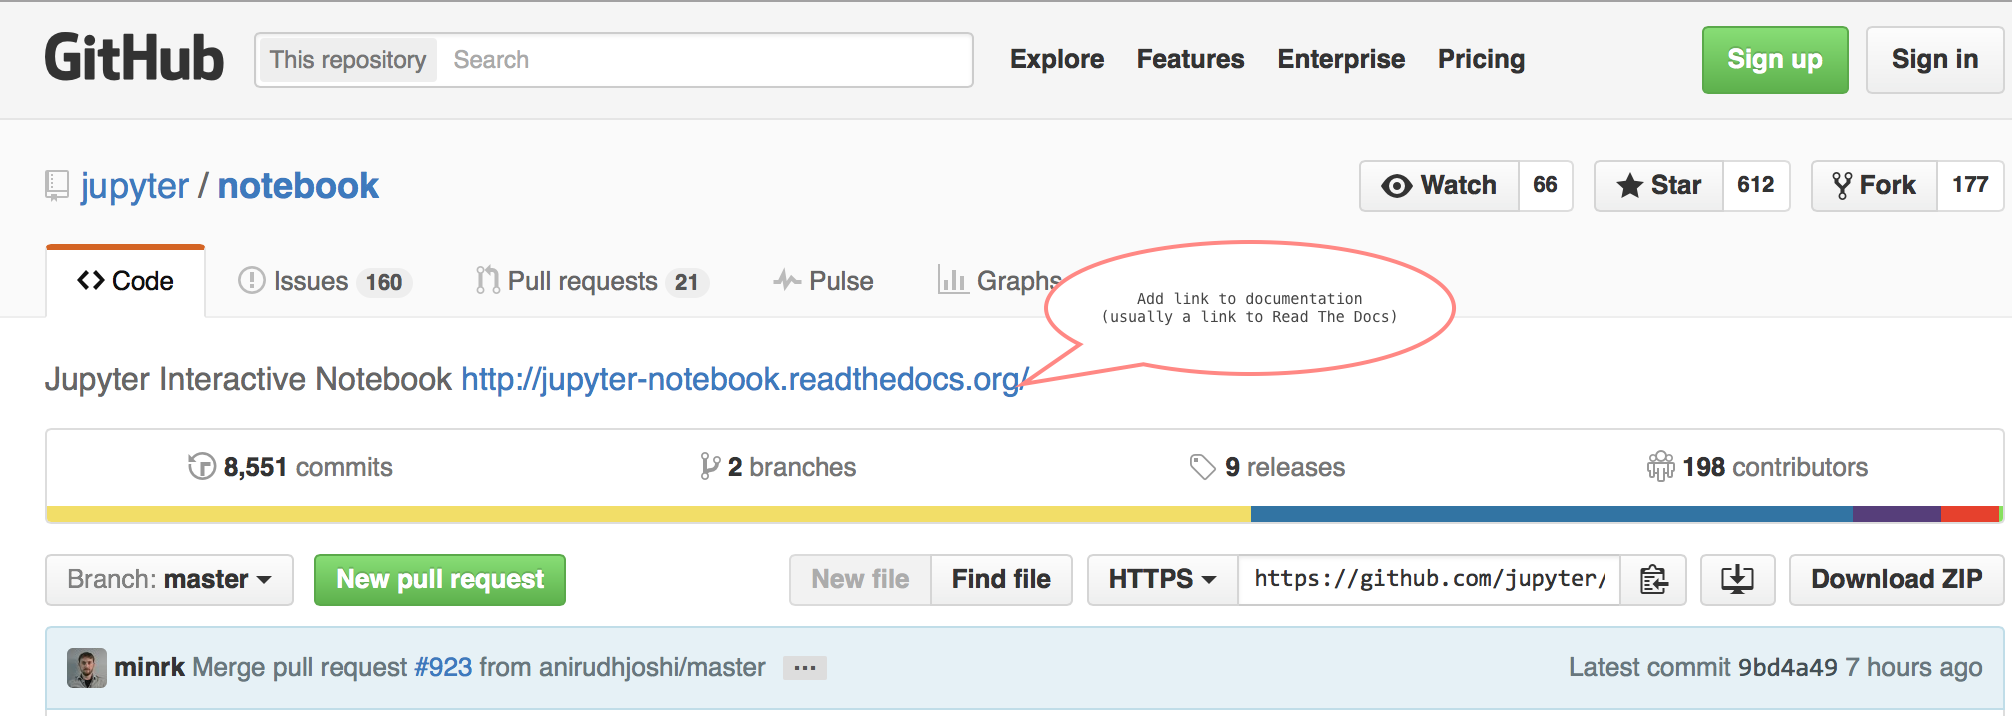 GitHub This repository Search Explore Features Enterprise Pricing Sign up Sign in
jupyter / notebook Watch 66 Star 612 Fork 177
Code Issues 160 Pull requests 21 Pulse Graphs
Add link to documentation
(usually a link to Read The Docs)
Jupyter Interactive Notebook http://jupyter-notebook.readthedocs.org/
8,551 commits 2 branches 9 releases 198 contributors
Branch: master New pull request New file Find file HTTPS https://github.com/jupyter/ Download ZIP
minrk Merge pull request #923 from anirudhjoshi/master ... Latest commit 9bd4a49 7 hours ago